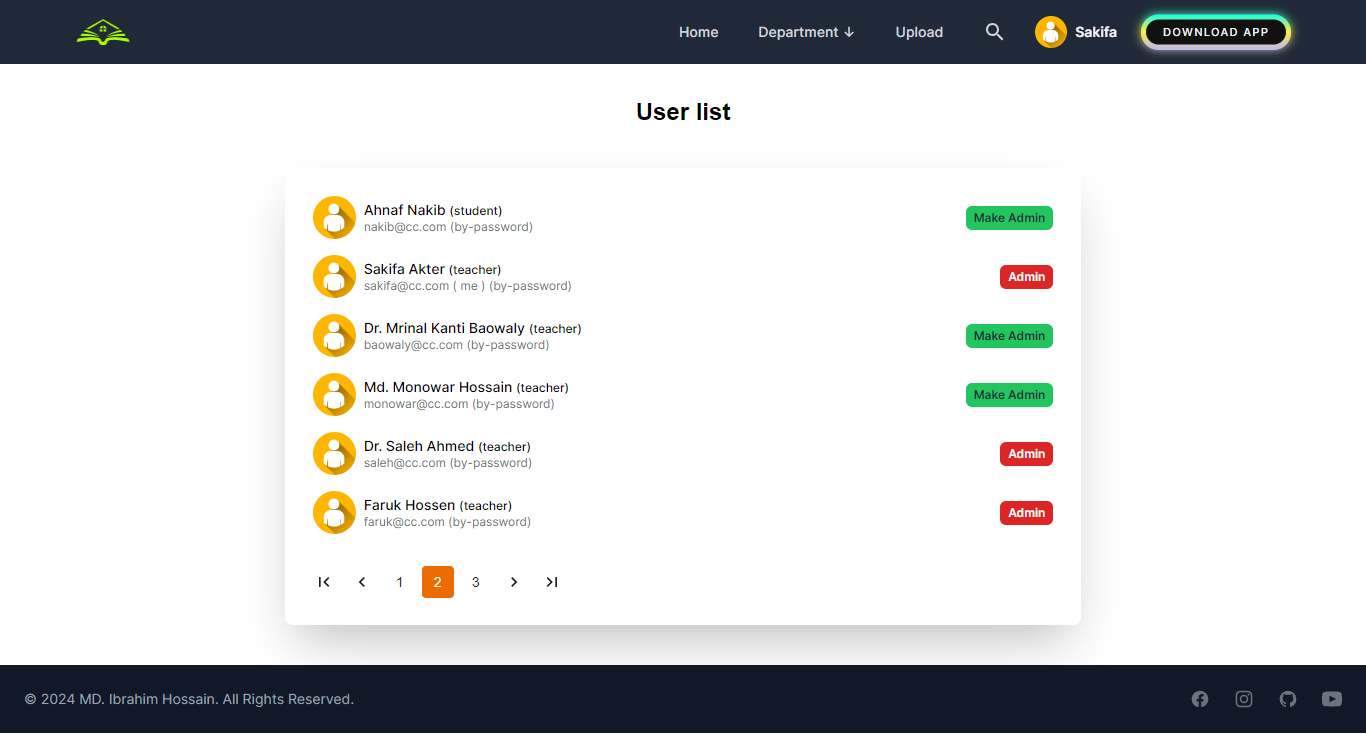 Home Department ↓ Upload Sakifa DOWNLOAD APP
User list
Ahnaf Nakib (student)
nakib@cc.com (by-password)
Make Admin
Sakifa Akter (teacher)
sakifa@cc.com ( me ) (by-password)
Admin
Dr. Mrinal Kanti Baowaly (teacher)
baowaly@cc.com (by-password)
Make Admin
Md. Monowar Hossain (teacher)
monowar@cc.com (by-password)
Make Admin
Dr. Saleh Ahmed (teacher)
saleh@cc.com (by-password)
Admin
Faruk Hossen (teacher)
faruk@cc.com (by-password)
Admin
1 2 3
© 2024 MD. Ibrahim Hossain. All Rights Reserved.